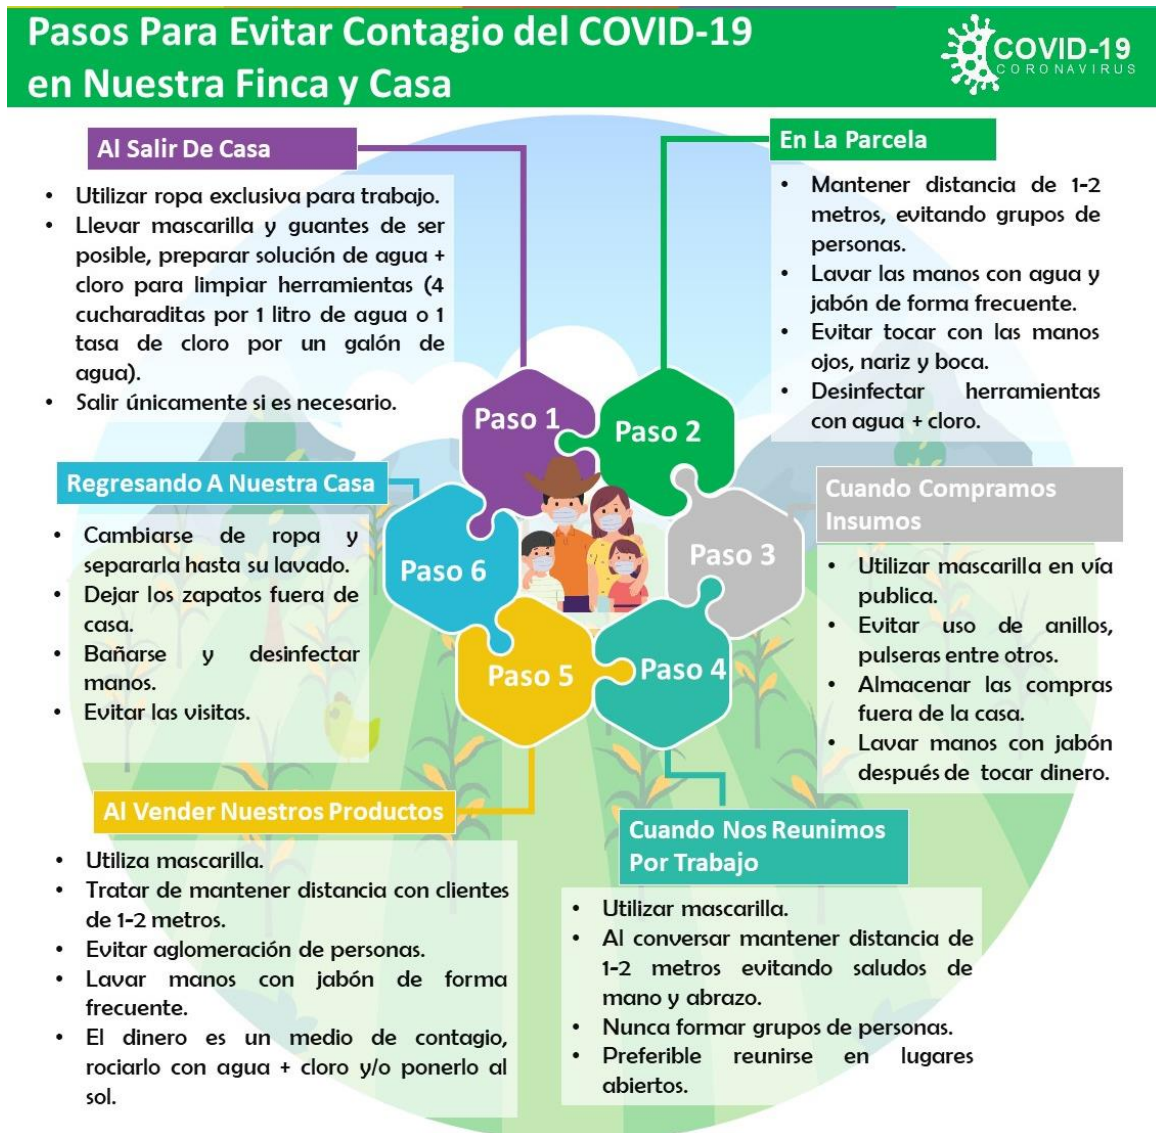 Pasos Para Evitar Contagio del COVID-19
en Nuestra Finca y Casa
COVID-19
CORONAVIRUS
Al Salir De Casa
• Utilizar ropa exclusiva para trabajo.
• Llevar mascarilla y guantes de ser
posible, preparar solución de agua +
cloro para limpiar herramientas (4
cucharaditas por 1 litro de agua o 1
tasa de cloro por un galón de
agua).
• Salir únicamente si es necesario.
En La Parcela
• Mantener distancia de 1-2
metros, evitando grupos de
personas.
• Lavar las manos con agua y
jabón de forma frecuente.
• Evitar tocar con las manos
ojos, nariz y boca.
• Desinfectar herramientas
con agua + cloro.
Paso 1
Paso 2
Paso 3
Paso 4
Paso 5
Paso 6
Cuando Compramos
Insumos
• Utilizar mascarilla en vía
publica.
• Evitar uso de anillos,
pulseras entre otros.
• Almacenar las compras
fuera de la casa.
• Lavar manos con jabón
después de tocar dinero.
Cuando Nos Reunimos
Por Trabajo
• Utilizar mascarilla.
• Al conversar mantener distancia de
1-2 metros evitando saludos de
mano y abrazo.
• Nunca formar grupos de personas.
• Preferible reunirse en lugares
abiertos.
Al Vender Nuestros Productos
• Utiliza mascarilla.
• Tratar de mantener distancia con clientes
de 1-2 metros.
• Evitar aglomeración de personas.
• Lavar manos con jabón de forma
frecuente.
• El dinero es un medio de contagio,
rociarlo con agua + cloro y/o ponerlo al
sol.
Regresando A Nuestra Casa
• Cambiarse de ropa y
separarla hasta su lavado.
• Dejar los zapatos fuera de
casa.
• Bañarse y desinfectar
manos.
• Evitar las visitas.